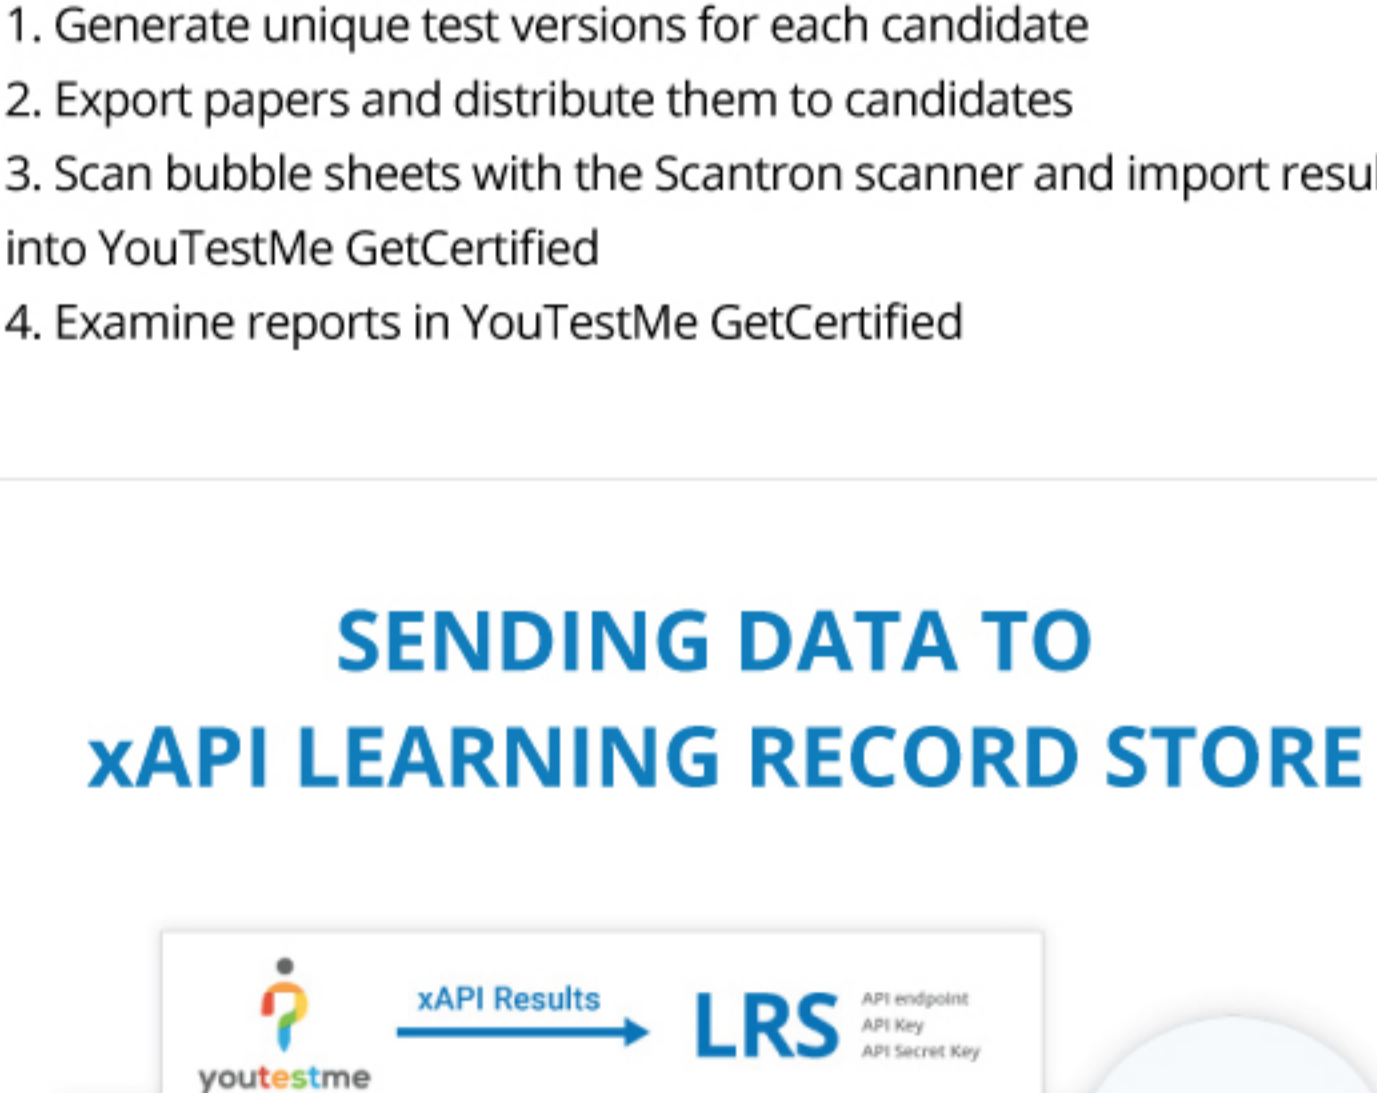 1. Generate unique test versions for each candidate
2. Export papers and distribute them to candidates
3. Scan bubble sheets with the Scantron scanner and import resul
into YouTestMe GetCertified
4. Examine reports in YouTestMe GetCertified
SENDING DATA TO
xAPI LEARNING RECORD STORE
youtestme
xAPI Results
LRS
API endpoint
API Key
API Secret Key